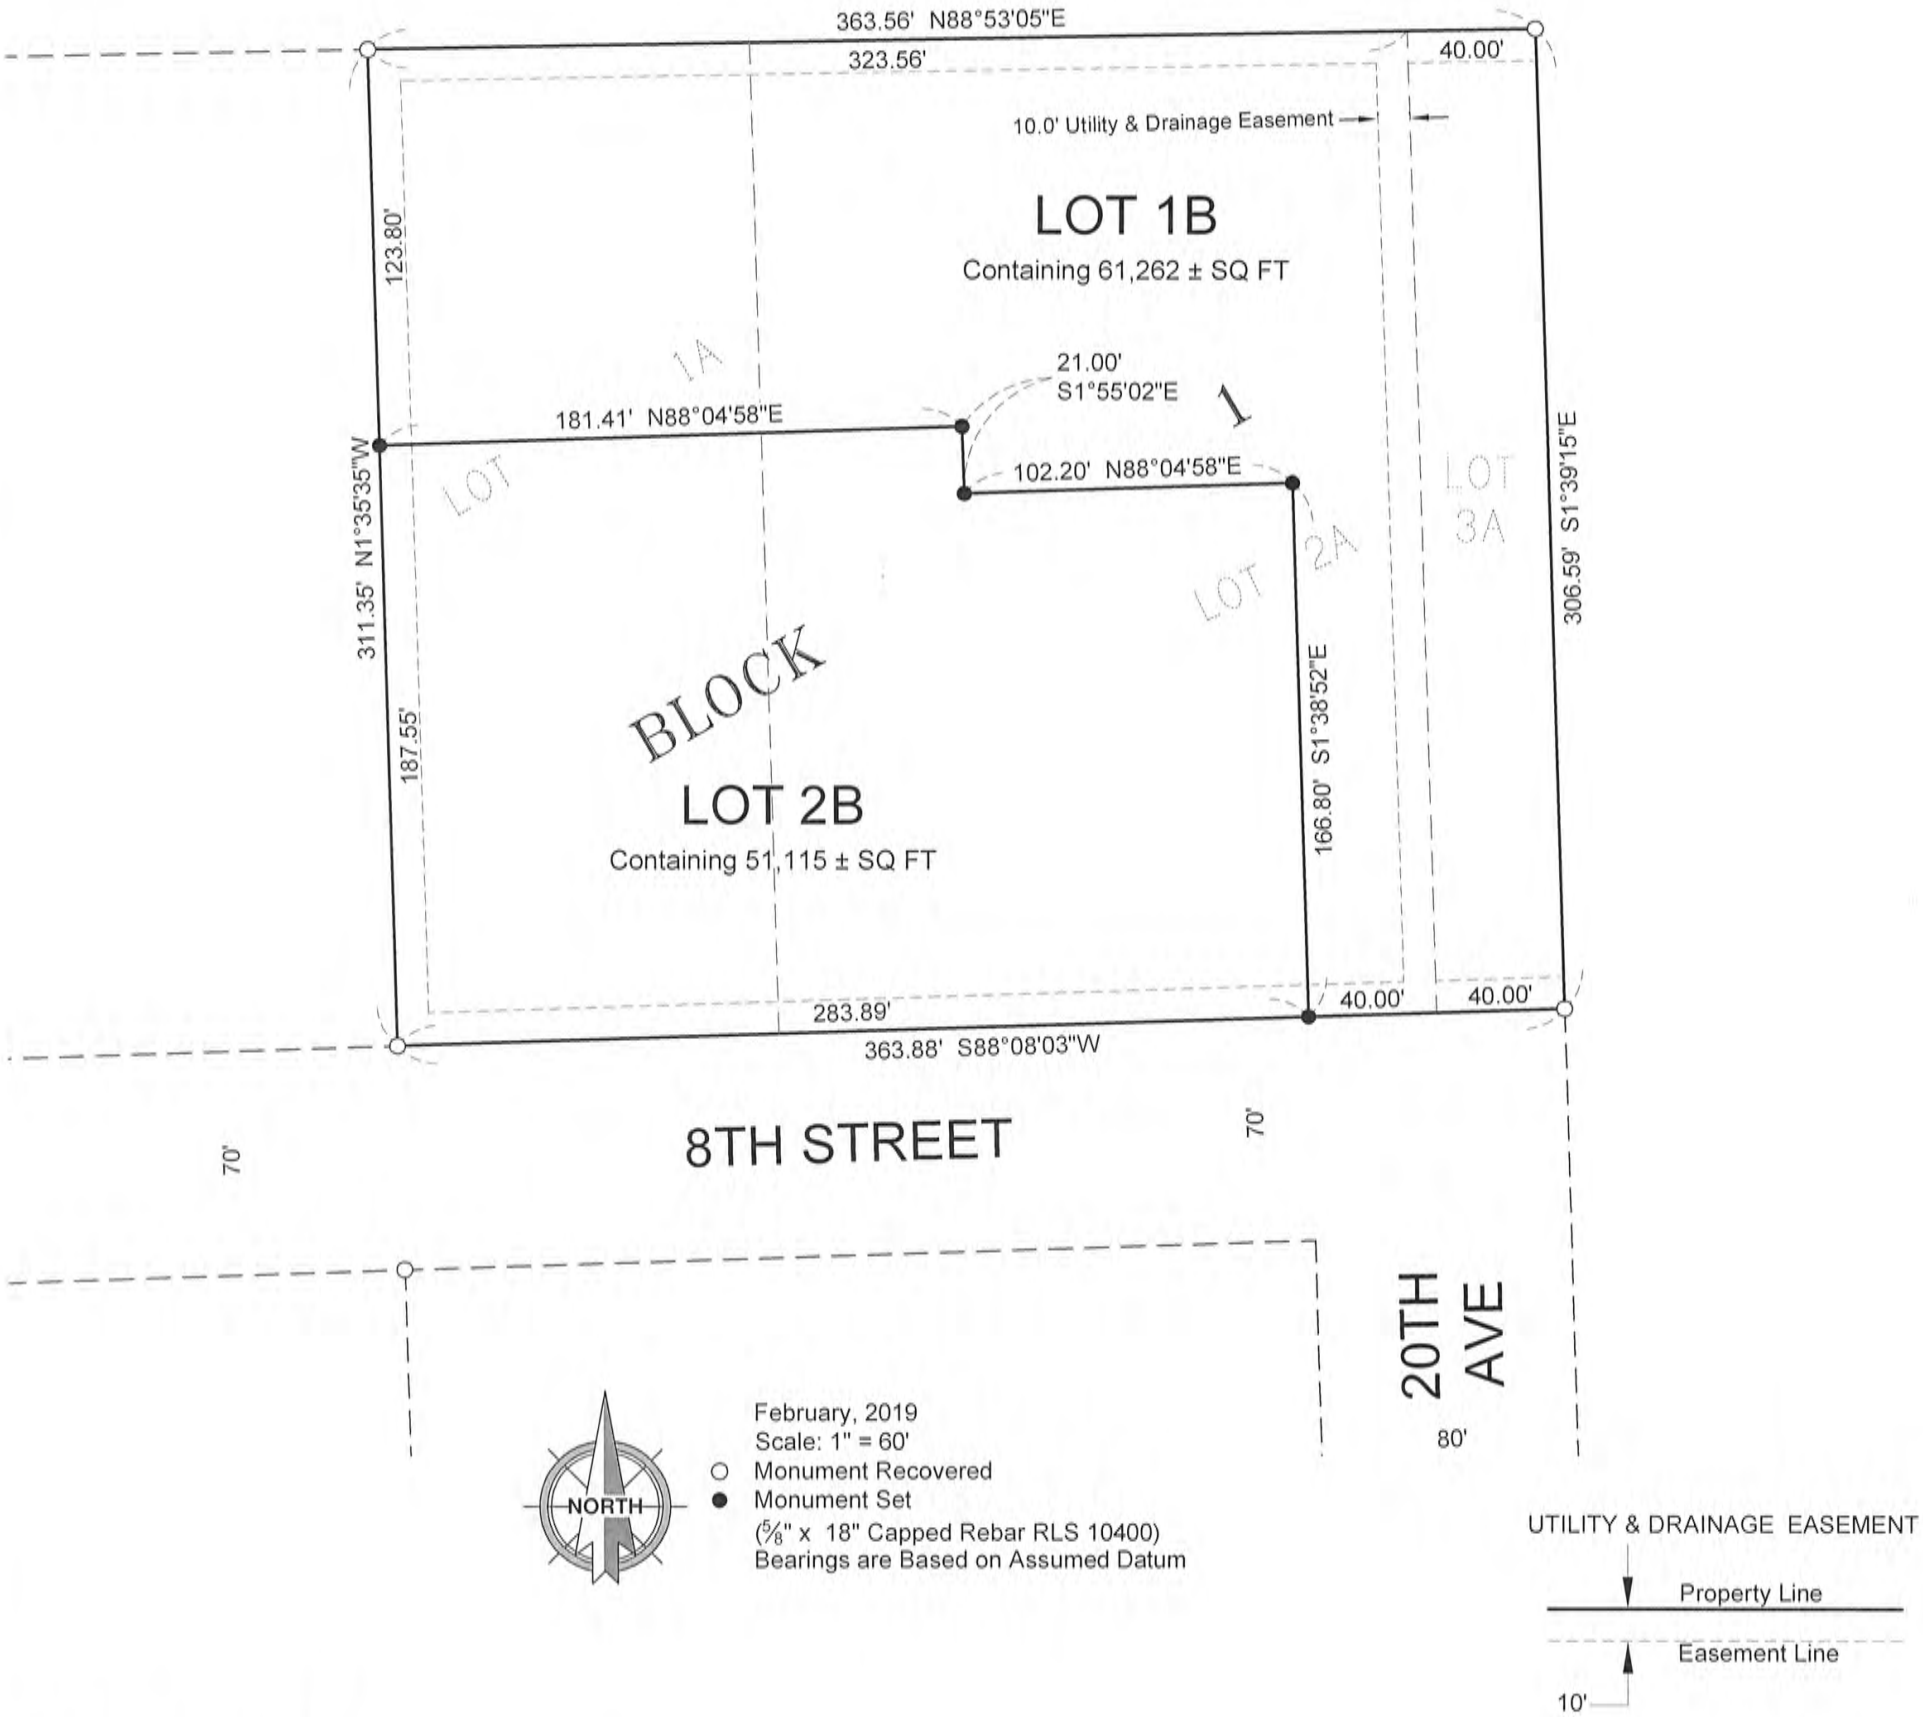 363.56' N88°53'05"E
323.56'
40.00'
10.0' Utility & Drainage Easement
LOT 1B
Containing 61,262 ± SQ FT
123.80'
1A
21.00'
S1°55'02"E
1
181.41' N88°04'58"E
102.20' N88°04'58"E
LOT
LOT
3A
311.35' N1°35'35"W
306.59' S1°39'15"E
LOT 2A
BLOCK
166.80' S1°38'52"E
187.55'
LOT 2B
Containing 51,115 ± SQ FT
283.89'
40.00'
40.00'
363.88' S88°08'03"W
70'
8TH STREET
70'
20TH
AVE
80'
NORTH
February, 2019
Scale: 1" = 60'
Monument Recovered
Monument Set
(⅝" x 18" Capped Rebar RLS 10400)
Bearings are Based on Assumed Datum
UTILITY & DRAINAGE EASEMENT
Property Line
Easement Line
10'